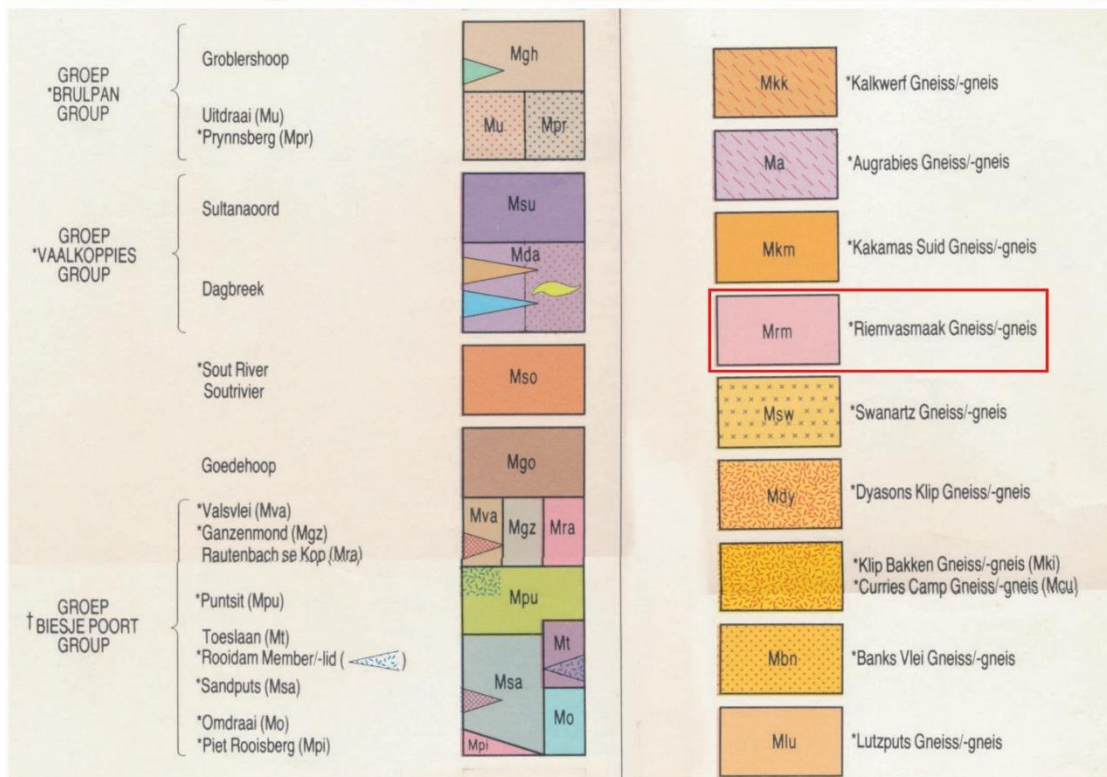 GROEP
*BRULPAN
GROUP
Groblershoop
Uitdraai (Mu)
*Prynnsberg (Mpr)
Mgh
Mu
Mpr
GROEP
*VAALKOPPIES
GROUP
Sultanaoord
Dagbreek
Msu
Mda
*Sout River
Soutrivier
Mso
Goedehoop
Mgo
GROEP
†BIESJE POORT
GROUP
*Valsvlei (Mva)
*Ganzenmond (Mgz)
Rautenbach se Kop (Mra)
*Puntsit (Mpu)
Toeslaan (Mt)
*Rooidam Member/-lid ( )
*Sandputs (Msa)
*Omdraai (Mo)
*Piet Rooisberg (Mpi)
Mva
Mgz
Mra
Mpu
Mt
Msa
Mo
Mpi
Mkk *Kalkwerf Gneiss/-gneis
Ma *Augrabies Gneiss/-gneis
Mkm *Kakamas Suid Gneiss/-gneis
Mrm *Riemvasmaak Gneiss/-gneis
Msw *Swanartz Gneiss/-gneis
Mdy *Dyasons Klip Gneiss/-gneis
*Klip Bakken Gneiss/-gneis (Mki)
*Curries Camp Gneiss/-gneis (Mcu)
Mbn *Banks Vlei Gneiss/-gneis
Mlu *Lutzputs Gneiss/-gneis